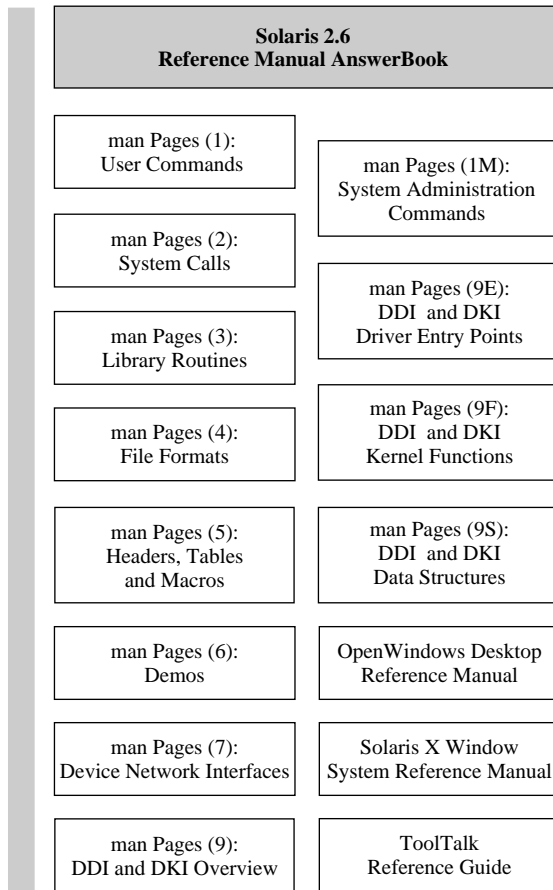 Solaris 2.6
Reference Manual AnswerBook
man Pages (1):
User Commands
man Pages (2):
System Calls
man Pages (3):
Library Routines
man Pages (4):
File Formats
man Pages (5):
Headers, Tables
and Macros
man Pages (6):
Demos
man Pages (7):
Device Network Interfaces
man Pages (9):
DDI and DKI Overview
man Pages (1M):
System Administration
Commands
man Pages (9E):
DDI and DKI
Driver Entry Points
man Pages (9F):
DDI and DKI
Kernel Functions
man Pages (9S):
DDI and DKI
Data Structures
OpenWindows Desktop
Reference Manual
Solaris X Window
System Reference Manual
ToolTalk
Reference Guide